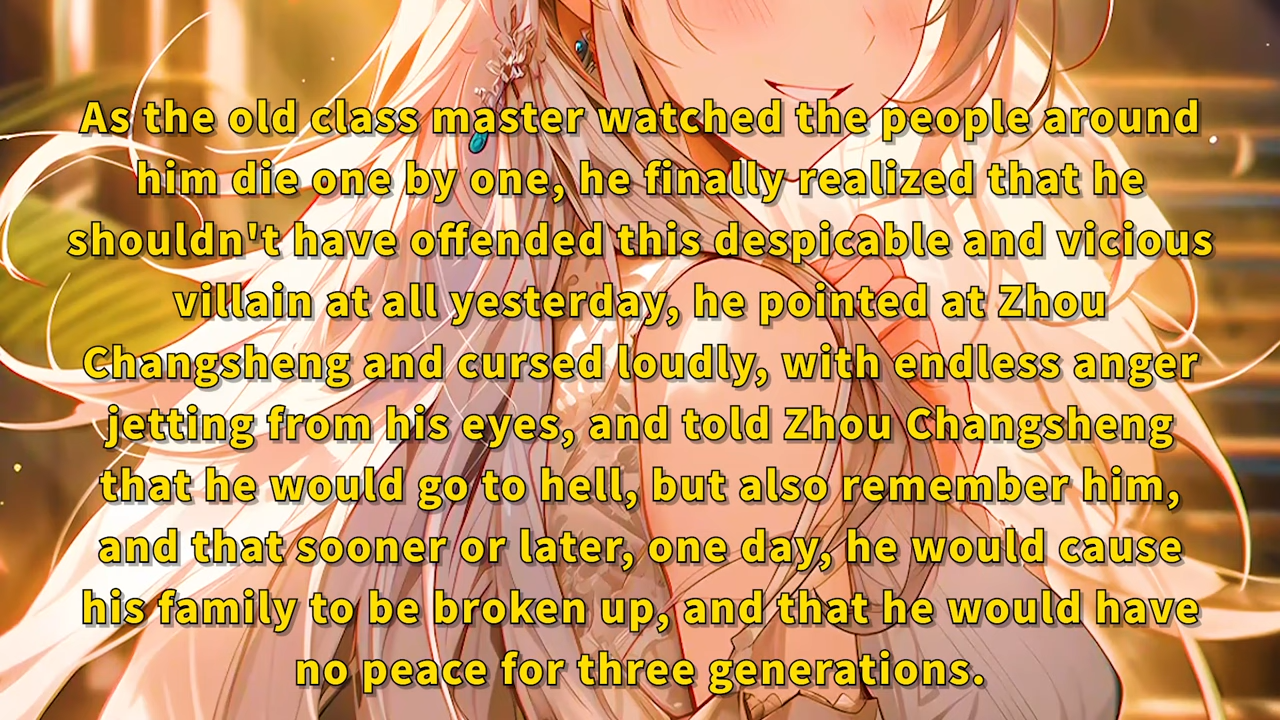 As the old class master watched the people around
him die one by one, he finally realized that he
shouldn't have offended this despicable and vicious
villain at all yesterday, he pointed at Zhou
Changsheng and cursed loudly, with endless anger
jetting from his eyes, and told Zhou Changsheng
that he would go to hell, but also remember him,
and that sooner or later, one day, he would cause
his family to be broken up, and that he would have
no peace for three generations.